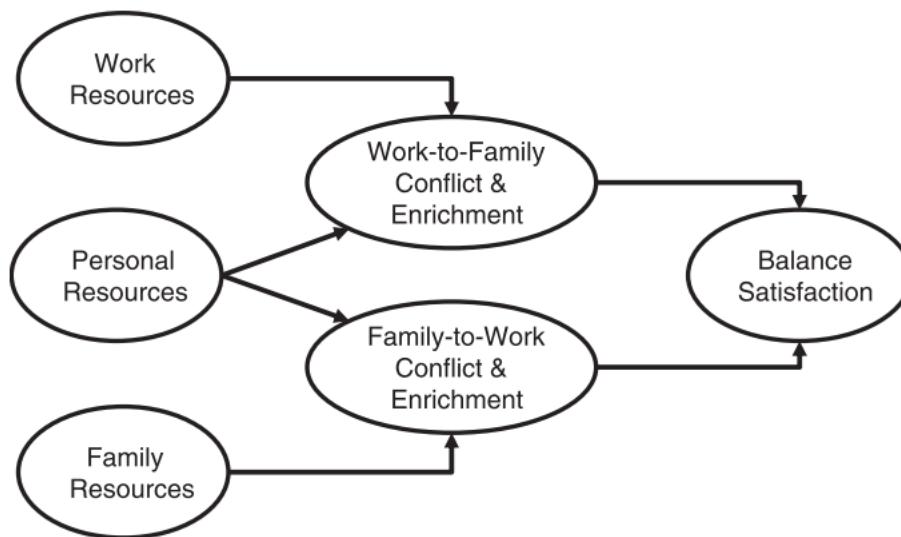 Work
Resources
Work-to-Family
Conflict &
Enrichment
Personal
Resources
Balance
Satisfaction
Family-to-Work
Conflict &
Enrichment
Family
Resources